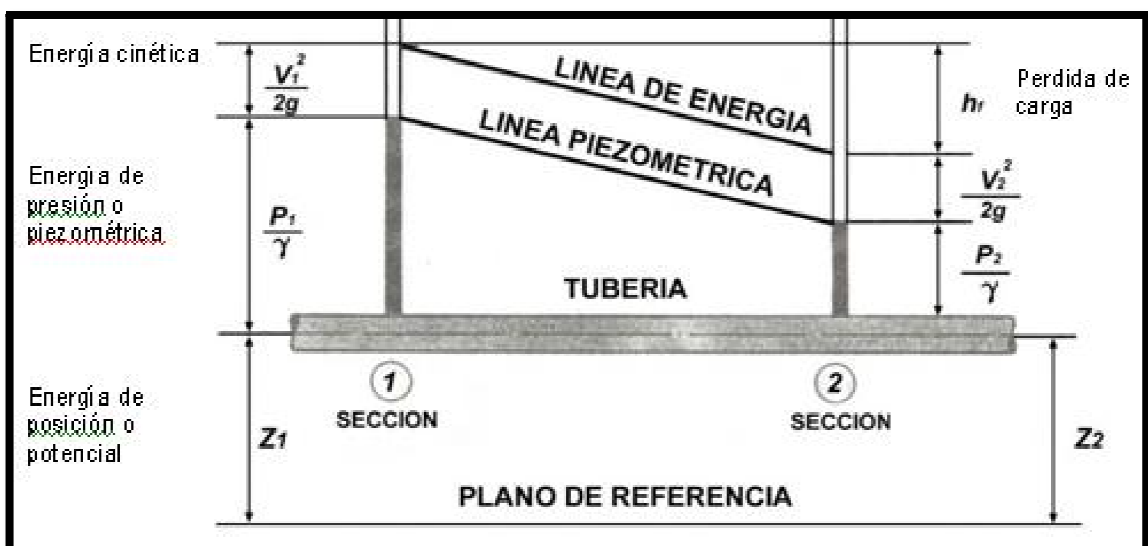 Energía cinética
V₁²
2g
LINEA DE ENERGÍA
LINEA PIEZOMETRICA
hf
Perdida de
carga
Energía de
presión o
piezométrica
P₁
γ
V₂²
2g
P₂
γ
TUBERIA
1
SECCION
2
SECCION
Energía de
posición o
potencial
Z1
Z2
PLANO DE REFERENCIA